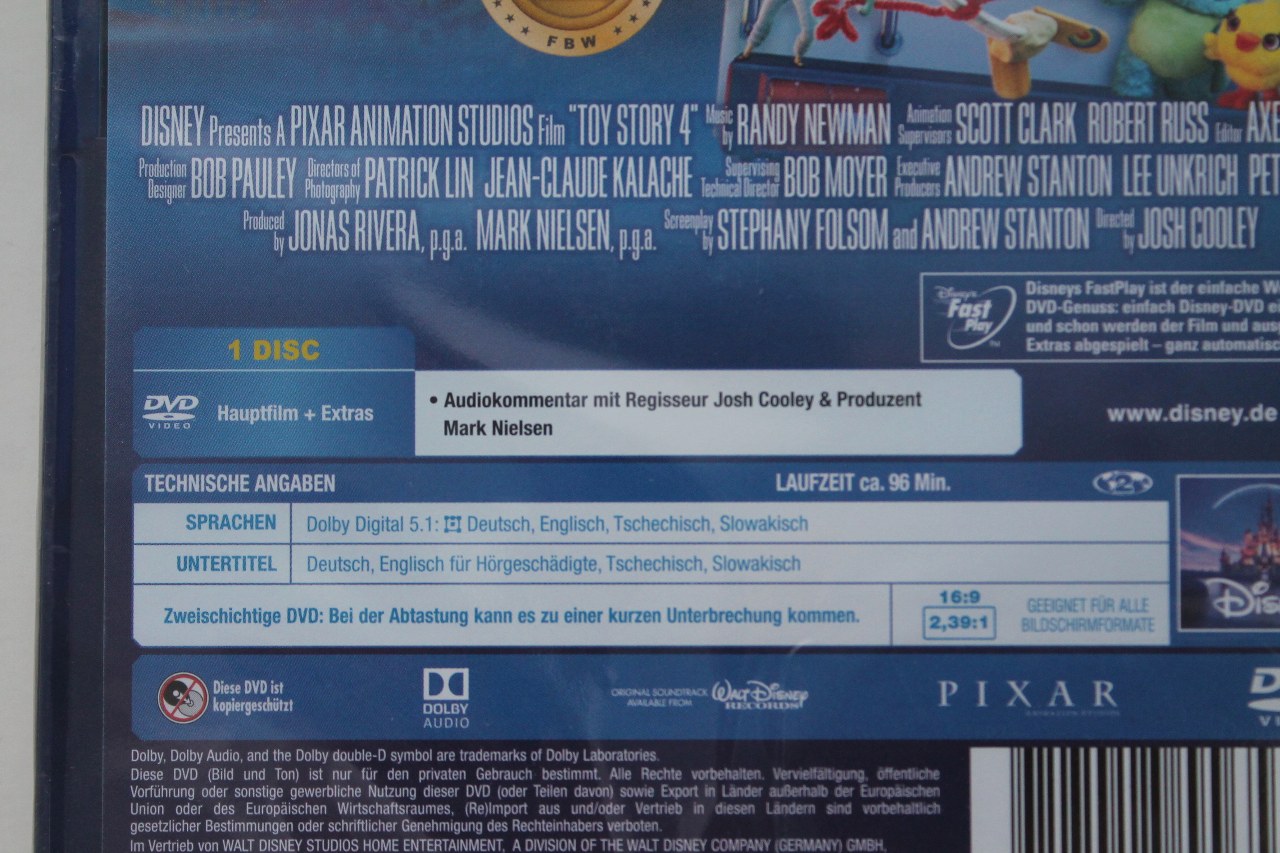 FBW
DISNEY Presents A PIXAR ANIMATION STUDIOS Film "TOY STORY 4" Music by RANDY NEWMAN Animation Supervisors SCOTT CLARK ROBERT RUSS Editor AXE
Production Designer BOB PAULEY Directors of Photography PATRICK LIN JEAN-CLAUDE KALACHE Supervising Technical Director BOB MOYER Executive Producers ANDREW STANTON LEE UNKRICH PET
Produced by JONAS RIVERA, p.g.a. MARK NIELSEN, p.g.a. Screenplay by STEPHANY FOLSOM and ANDREW STANTON Directed by JOSH COOLEY
Disney's Fast Play TM
Disneys FastPlay ist der einfache We
DVD-Genuss: einfach Disney-DVD e
und schon werden der Film und aus
Extras abgespielt – ganz automatisc
1 DISC
DVD VIDEO
Hauptfilm + Extras
• Audiokommentar mit Regisseur Josh Cooley & Produzent
Mark Nielsen
www.disney.de
TECHNISCHE ANGABEN
LAUFZEIT ca. 96 Min.
2
SPRACHEN
Dolby Digital 5.1: Deutsch, Englisch, Tschechisch, Slowakisch
UNTERTITEL
Deutsch, Englisch für Hörgeschädigte, Tschechisch, Slowakisch
Zweischichtige DVD: Bei der Abtastung kann es zu einer kurzen Unterbrechung kommen.
16:9
2,39:1
GEEIGNET FÜR ALLE
BILDSCHIRMFORMATE
Dis
Diese DVD ist
kopiergeschützt
DOLBY
AUDIO
ORIGINAL SOUNDTRACK
AVAILABLE FROM
WALT DISNEY
RECORDS
PIXAR
ANIMATION STUDIOS
Dolby, Dolby Audio, and the Dolby double-D symbol are trademarks of Dolby Laboratories.
Diese DVD (Bild und Ton) ist nur für den privaten Gebrauch bestimmt. Alle Rechte vorbehalten. Vervielfältigung, öffentliche
Vorführung oder sonstige gewerbliche Nutzung dieser DVD (oder Teilen davon) sowie Export in Länder außerhalb der Europäischen
Union oder des Europäischen Wirtschaftsraumes, (Re)Import aus und/oder Vertrieb in diesen Ländern sind vorbehaltlich
gesetzlicher Bestimmungen oder schriftlicher Genehmigung des Rechteinhabers verboten.
Im Vertrieb von WALT DISNEY STUDIOS HOME ENTERTAINMENT, A DIVISION OF THE WALT DISNEY COMPANY (GERMANY) GMBH.